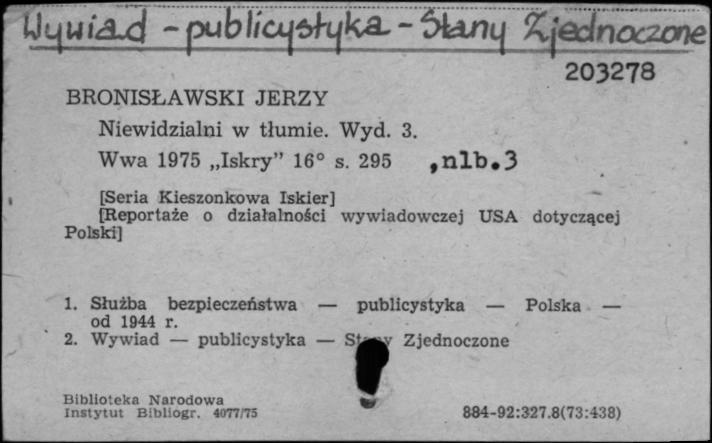 Wywiad - publicystyka - Stany Zjednoczone
203278
BRONISŁAWSKI JERZY
Niewidzialni w tłumie. Wyd. 3.
Wwa 1975 „Iskry” 16° s. 295 ,nlb.3
[Seria Kieszonkowa Iskier]
[Reportaże o działalności wywiadowczej USA dotyczącej
Polski]
1. Służba bezpieczeństwa — publicystyka — Polska —
od 1944 r.
2. Wywiad — publicystyka — Stany Zjednoczone
Biblioteka Narodowa
Instytut Bibliogr. 4077/75
884-92:327.8(73:438)